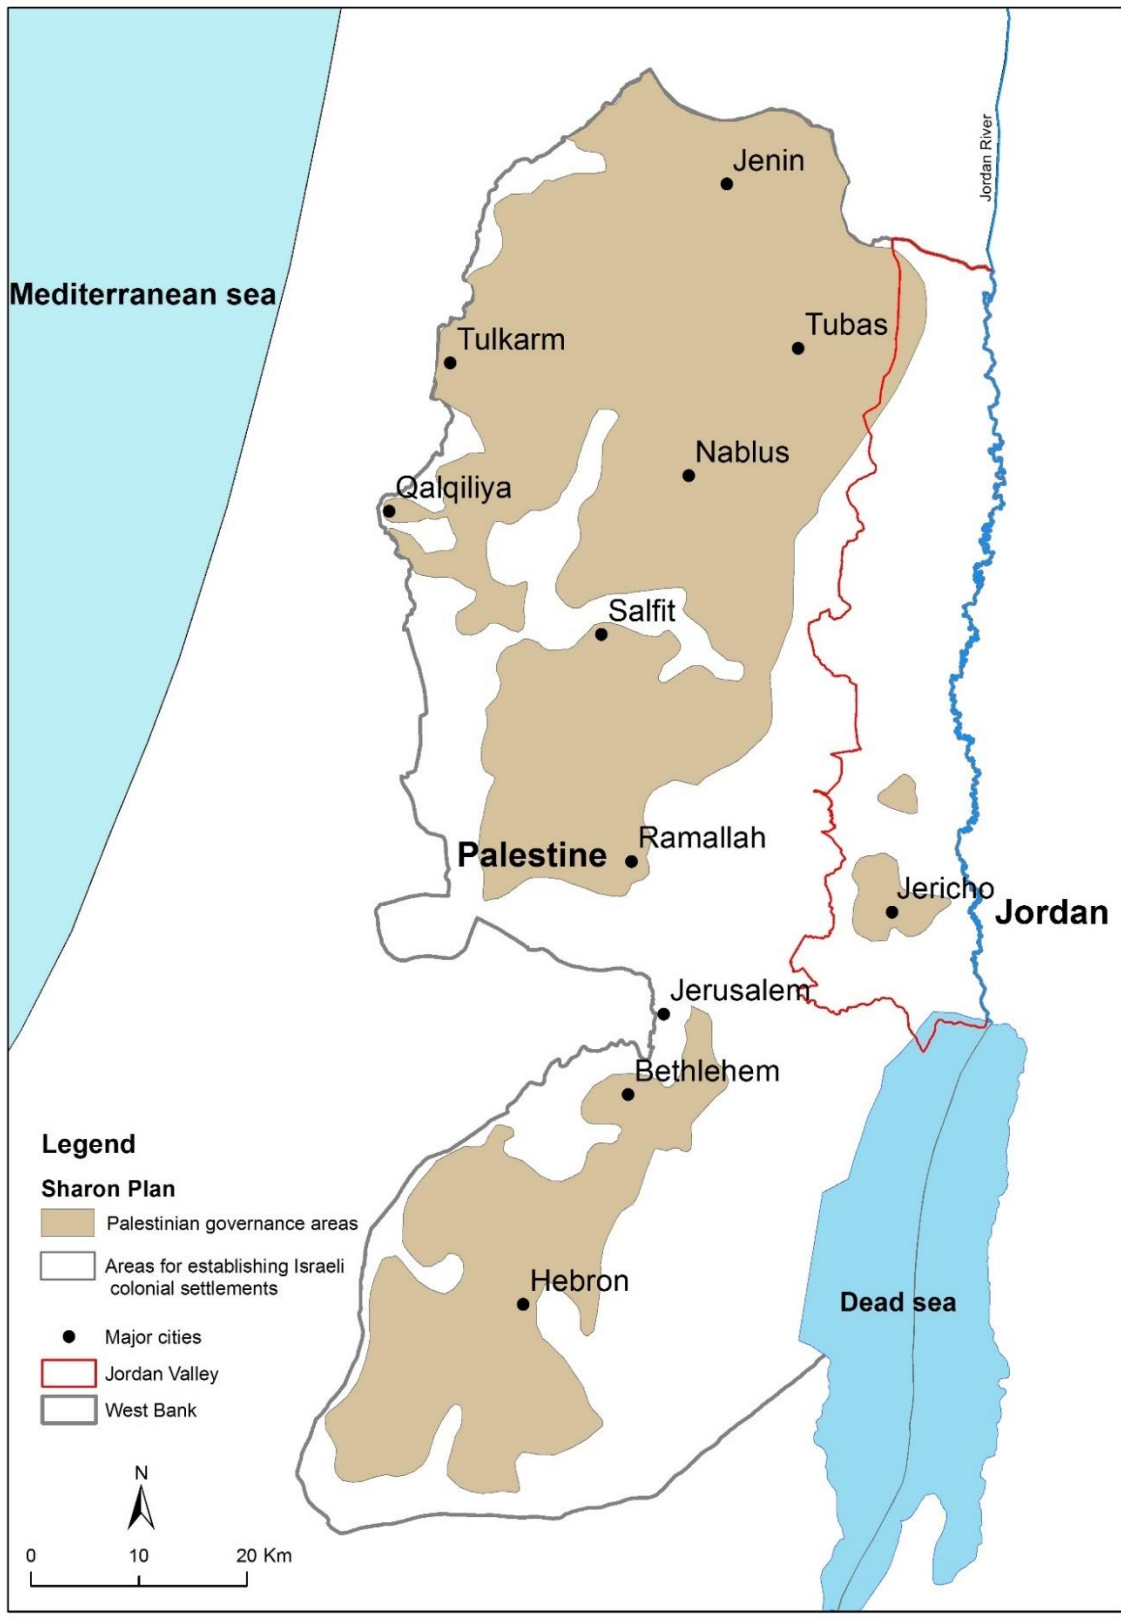 Jordan River
Jenin
Mediterranean sea
Tulkarm
Tubas
Nablus
Qalqiliya
Salfit
Ramallah
Palestine
Jericho
Jordan
Jerusalem
Bethlehem
Hebron
Dead sea
Legend
Sharon Plan
Palestinian governance areas
Areas for establishing Israeli
colonial settlements
Major cities
Jordan Valley
West Bank
N
0 10 20 Km